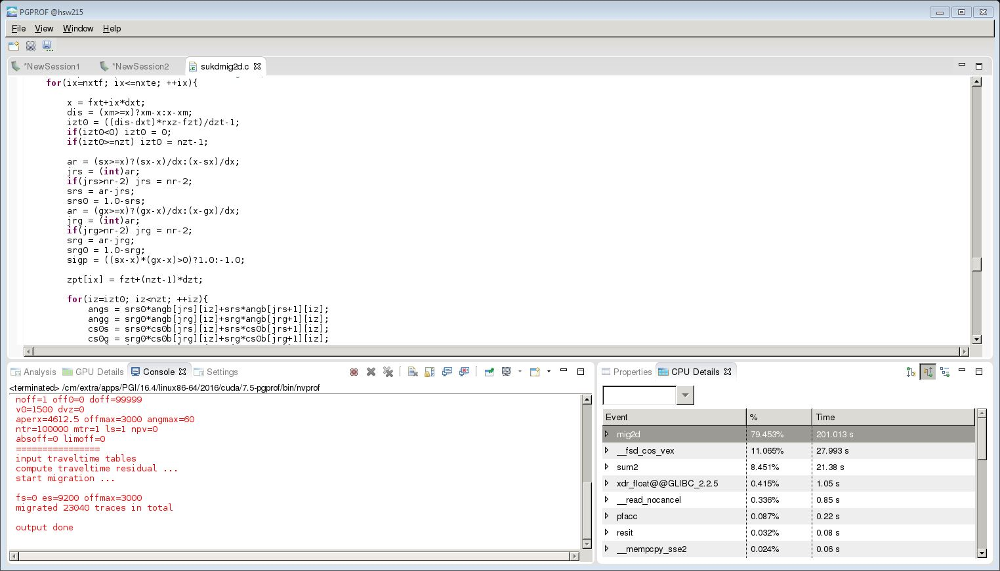 PGPROF @hsw215
File View Window Help
*NewSession1 *NewSession2 sukdmig2d.c
for(ix=nxtf; ix<=nxte; ++ix){
x = fxt+ix*dxt;
dis = (xm>=x)?xm-x:x-xm;
izt0 = ((dis-dxt)*rxz-fzt)/dzt-1;
if(izt0<0) izt0 = 0;
if(izt0>=nzt) izt0 = nzt-1;
ar = (sx>=x)?(sx-x)/dx:(x-sx)/dx;
jrs = (int)ar;
if(jrs>nr-2) jrs = nr-2;
srs = ar-jrs;
srs0 = 1.0-srs;
ar = (gx>=x)?(gx-x)/dx:(x-gx)/dx;
jrg = (int)ar;
if(jrg>nr-2) jrg = nr-2;
srg = ar-jrg;
srg0 = 1.0-srg;
sigp = ((sx-x)*(gx-x)>0)?1.0:-1.0;
zpt[ix] = fzt+(nzt-1)*dzt;
for(iz=izt0; iz<nzt; ++iz){
angs = srs0*angb[jrs][iz]+srs*angb[jrs+1][iz];
angg = srg0*angb[jrg][iz]+srg*angb[jrg+1][iz];
cs0s = srs0*cs0b[jrs][iz]+srs*cs0b[jrs+1][iz];
cs0g = srg0*cs0b[jrg][iz]+srg*cs0b[jrg+1][iz];
Analysis GPU Details Console Settings
<terminated> /cm/extra/apps/PGI/16.4/linux86-64/2016/cuda/7.5-pgprof/bin/nvprof
noff=1 off0=0 doff=99999
v0=1500 dvz=0
aperx=4612.5 offmax=3000 angmax=60
ntr=100000 mtr=1 ls=1 npv=0
absoff=0 limoff=0
================
input traveltime tables
compute traveltime residual ...
start migration ...
fs=0 es=9200 offmax=3000
migrated 23040 traces in total
output done
Properties CPU Details
Event % Time
mig2d 79.453% 201.013 s
__fsd_cos_vex 11.065% 27.993 s
sum2 8.451% 21.38 s
xdr_float@@GLIBC_2.2.5 0.415% 1.05 s
__read_nocancel 0.336% 0.85 s
pfacc 0.087% 0.22 s
resit 0.032% 0.08 s
__mempcpy_sse2 0.024% 0.06 s